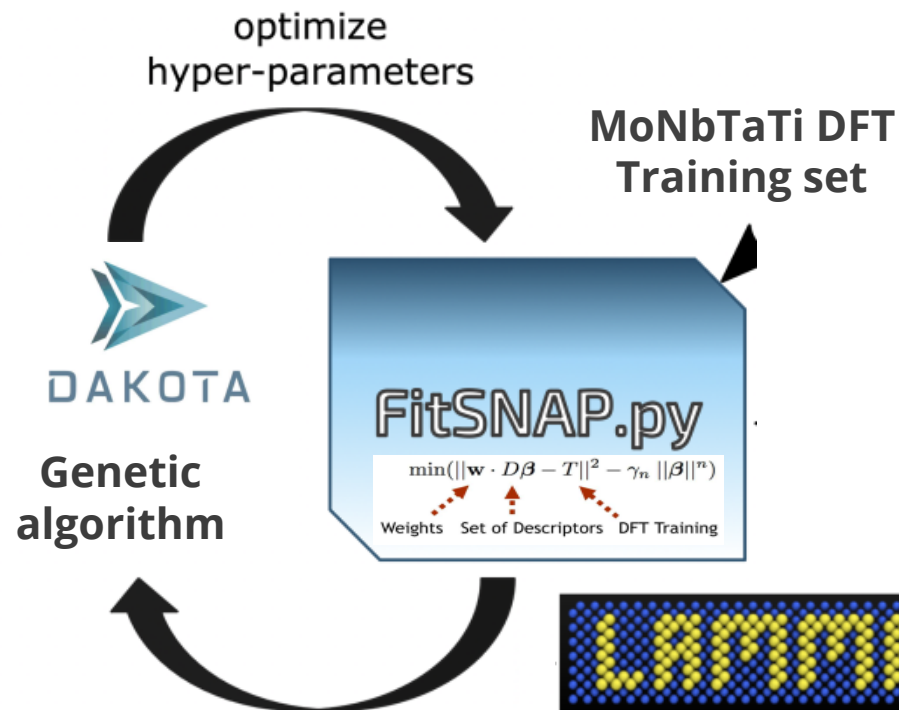 optimize
hyper-parameters
MoNbTaTi DFT
Training set
DAKOTA
Genetic
algorithm
FitSNAP.py
min(||w · Dβ − T||² − γₙ ||β||ⁿ)
Weights Set of Descriptors DFT Training
LAMM